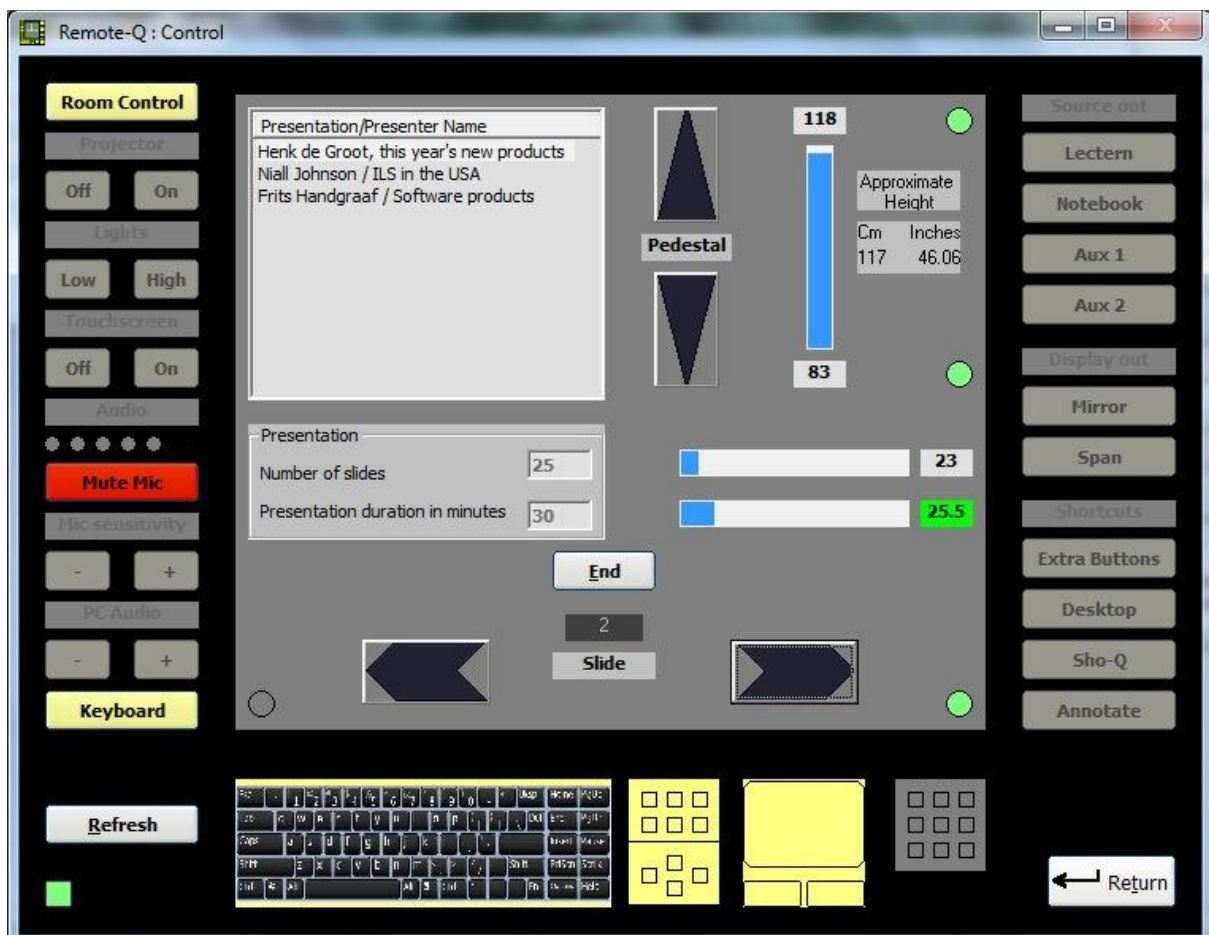 Remote-Q : Control
Room Control
Projector
Off On
Lights
Low High
Touchscreen
Off On
Audio
Mute Mic
Mic sensitivity
- +
PC Audio
- +
Keyboard
Refresh
Presentation/Presenter Name
Henk de Groot, this year's new products
Niall Johnson / ILS in the USA
Frits Handgraaf / Software products
Presentation
Number of slides 25
Presentation duration in minutes 30
Pedestal
118
83
Approximate
Height
Cm Inches
117 46.06
23
25.5
End
2
Slide
Source out
Lectern
Notebook
Aux 1
Aux 2
Display out
Mirror
Span
Shortcuts
Extra Buttons
Desktop
Sho-Q
Annotate
Return